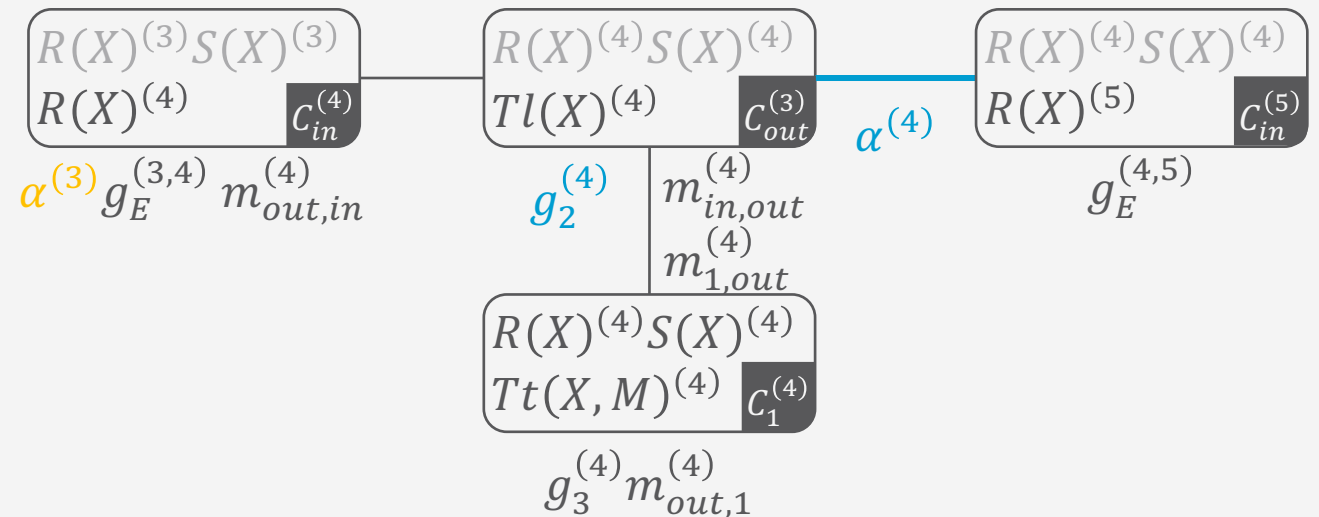 R(X)^(3) S(X)^(3)
R(X)^(4)
C_in^(4)
α^(3) g_E^(3,4) m_out,in^(4)
R(X)^(4) S(X)^(4)
Tl(X)^(4)
C_out^(3)
g_2^(4)
m_in,out^(4)
m_1,out^(4)
α^(4)
R(X)^(4) S(X)^(4)
R(X)^(5)
C_in^(5)
g_E^(4,5)
R(X)^(4) S(X)^(4)
Tt(X, M)^(4)
C_1^(4)
g_3^(4) m_out,1^(4)